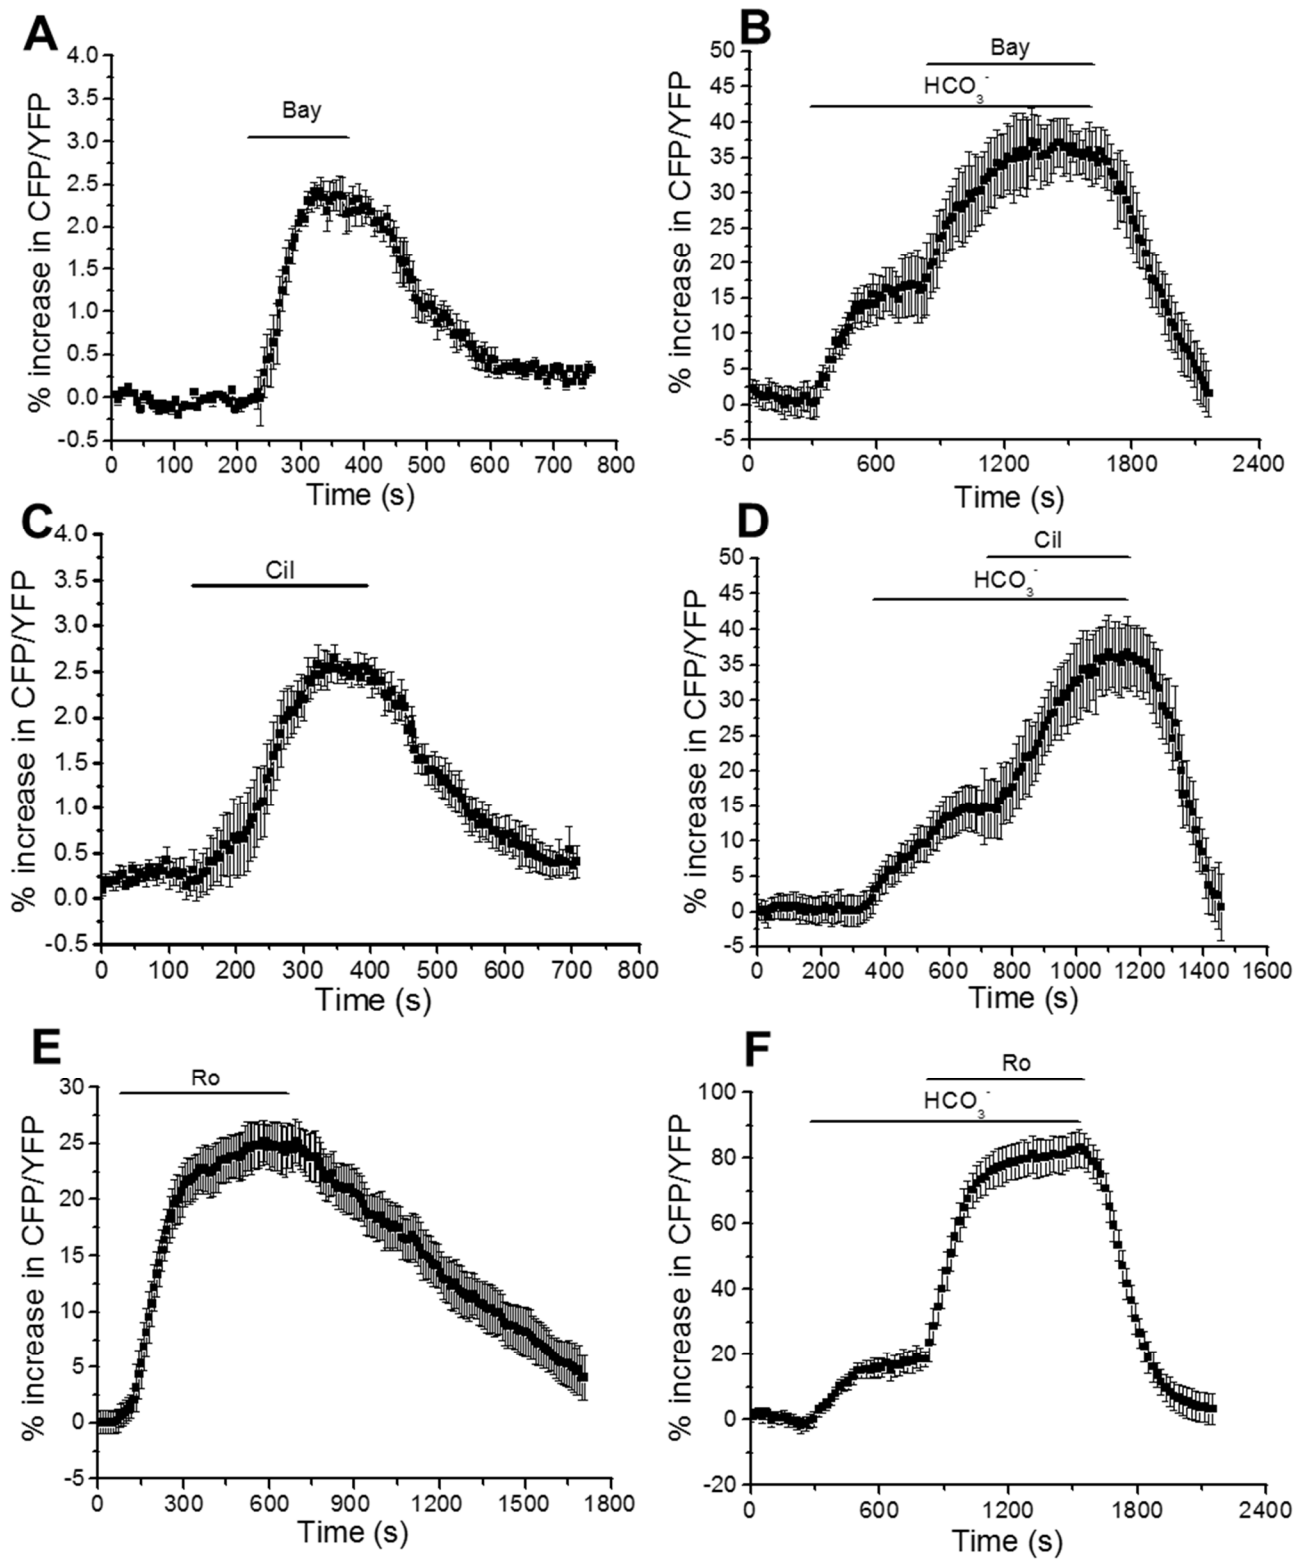 A
% increase in CFP/YFP
4.0
3.5
3.0
2.5
2.0
1.5
1.0
0.5
0.0
-0.5
Bay
0 100 200 300 400 500 600 700 800
Time (s)
B
% increase in CFP/YFP
50
45
40
35
30
25
20
15
10
5
0
-5
Bay
HCO3-
0 600 1200 1800 2400
Time (s)
C
% increase in CFP/YFP
4.0
3.5
3.0
2.5
2.0
1.5
1.0
0.5
0.0
-0.5
Cil
0 100 200 300 400 500 600 700 800
Time (s)
D
% increase in CFP/YFP
50
45
40
35
30
25
20
15
10
5
0
-5
Cil
HCO3-
0 200 400 600 800 1000 1200 1400 1600
Time (s)
E
% increase in CFP/YFP
30
25
20
15
10
5
0
-5
Ro
0 300 600 900 1200 1500 1800
Time (s)
F
% increase in CFP/YFP
100
80
60
40
20
0
-20
Ro
HCO3-
0 600 1200 1800 2400
Time (s)